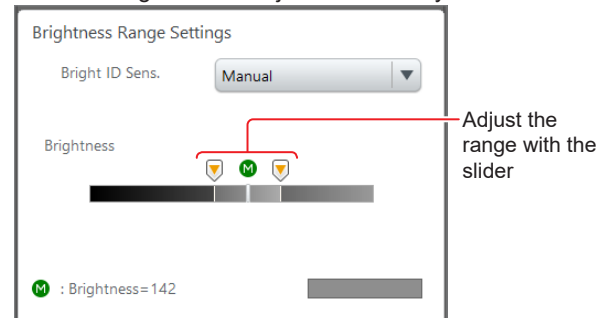 Brightness Range Settings
Bright ID Sens.
Manual
Adjust the
range with the
slider
Brightness
M
M : Brightness=142